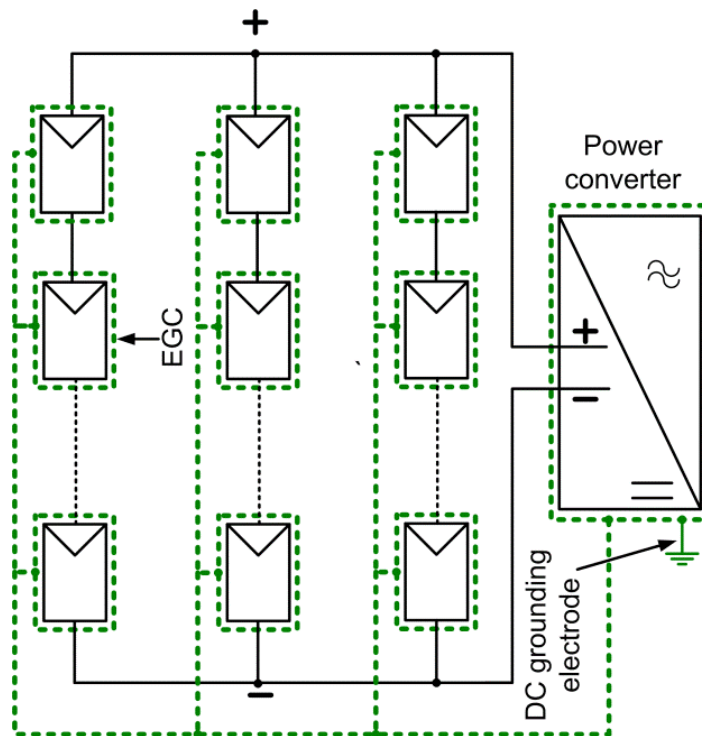 +
Power
converter
EGC
+
−
DC grounding
electrode
−